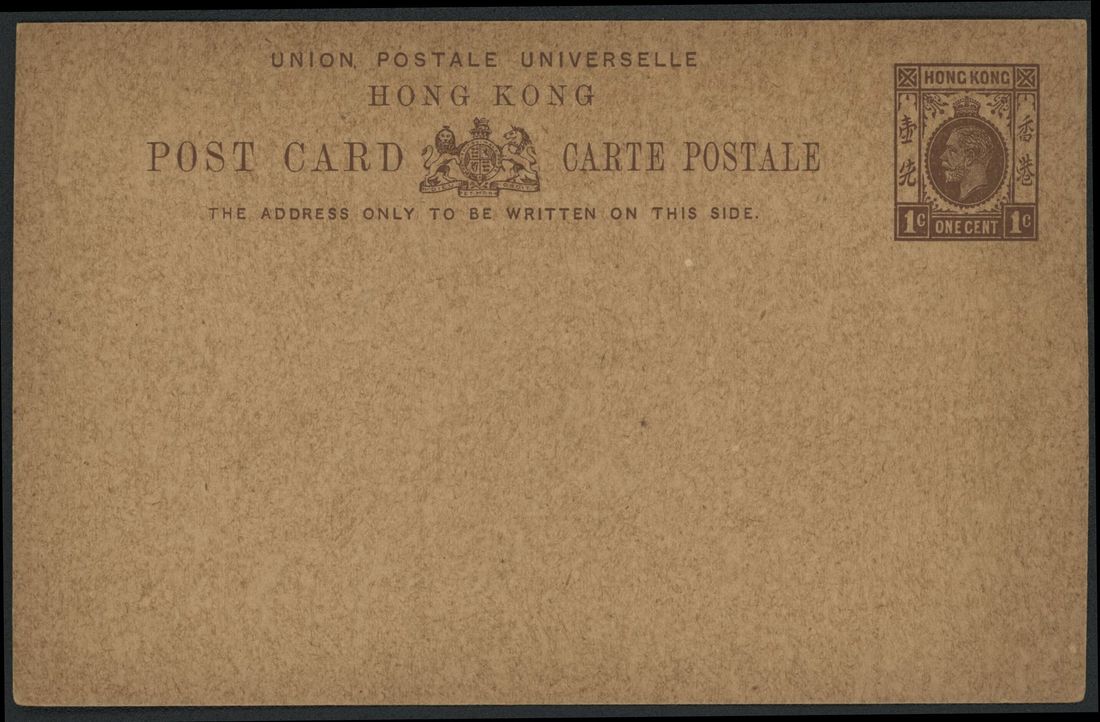 UNION POSTALE UNIVERSELLE
HONG KONG
POST CARD CARTE POSTALE
THE ADDRESS ONLY TO BE WRITTEN ON THIS SIDE.
HONG KONG
香港
壹先
1C ONE CENT 1C